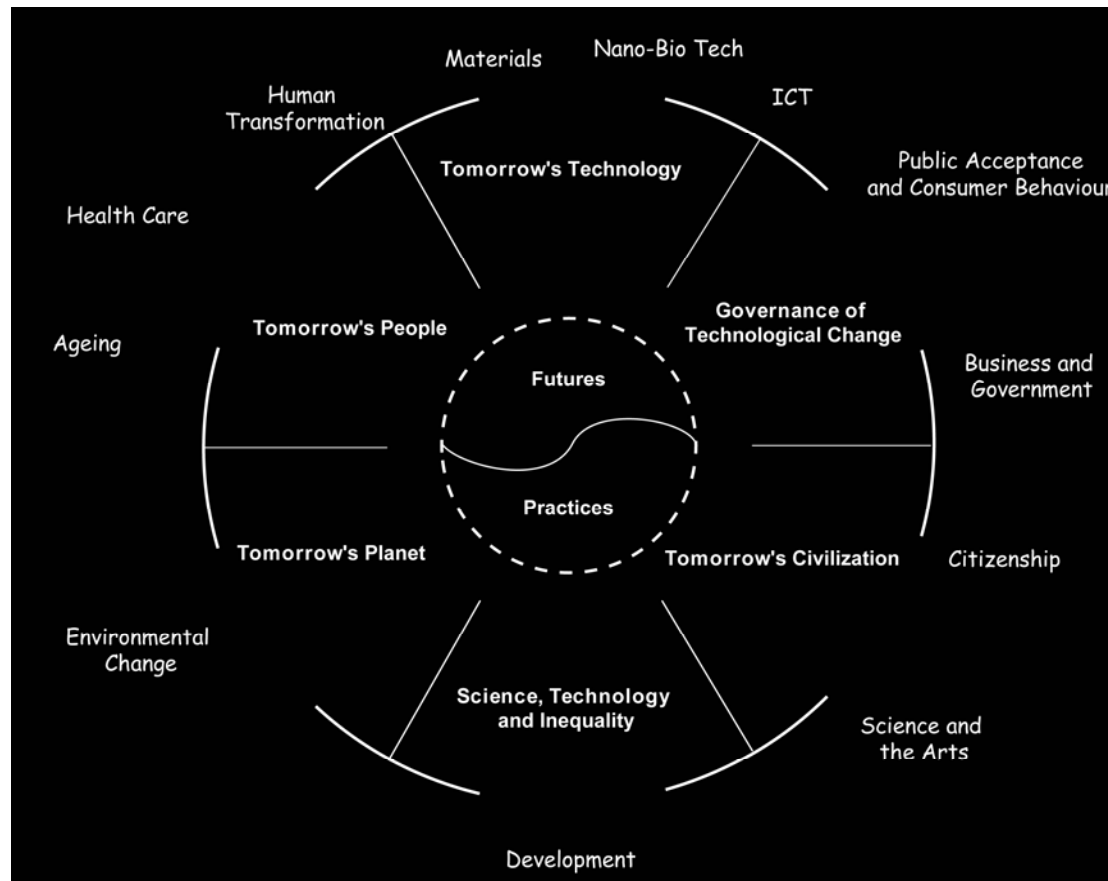 Materials
Nano-Bio Tech
Human
Transformation
ICT
Tomorrow's Technology
Public Acceptance
and Consumer Behaviour
Health Care
Tomorrow's People
Governance of
Technological Change
Ageing
Futures
Business and
Government
Practices
Tomorrow's Planet
Tomorrow's Civilization
Citizenship
Environmental
Change
Science, Technology
and Inequality
Science and
the Arts
Development